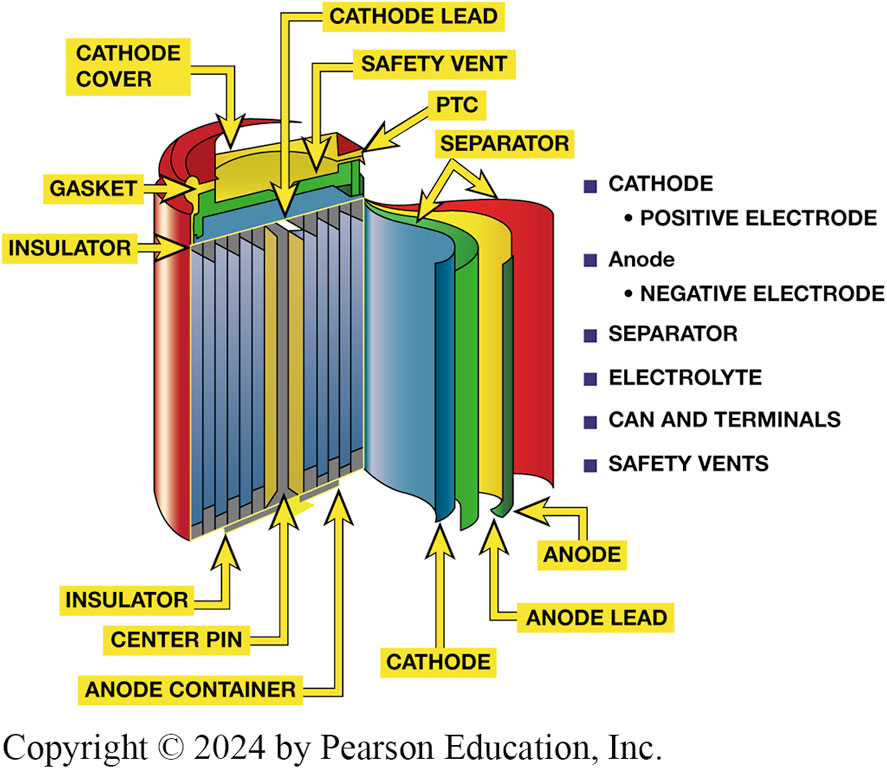 CATHODE LEAD
CATHODE
COVER
SAFETY VENT
PTC
SEPARATOR
GASKET
INSULATOR
■ CATHODE
• POSITIVE ELECTRODE
■ Anode
• NEGATIVE ELECTRODE
■ SEPARATOR
■ ELECTROLYTE
■ CAN AND TERMINALS
■ SAFETY VENTS
ANODE
INSULATOR
ANODE LEAD
CENTER PIN
CATHODE
ANODE CONTAINER
Copyright © 2024 by Pearson Education, Inc.